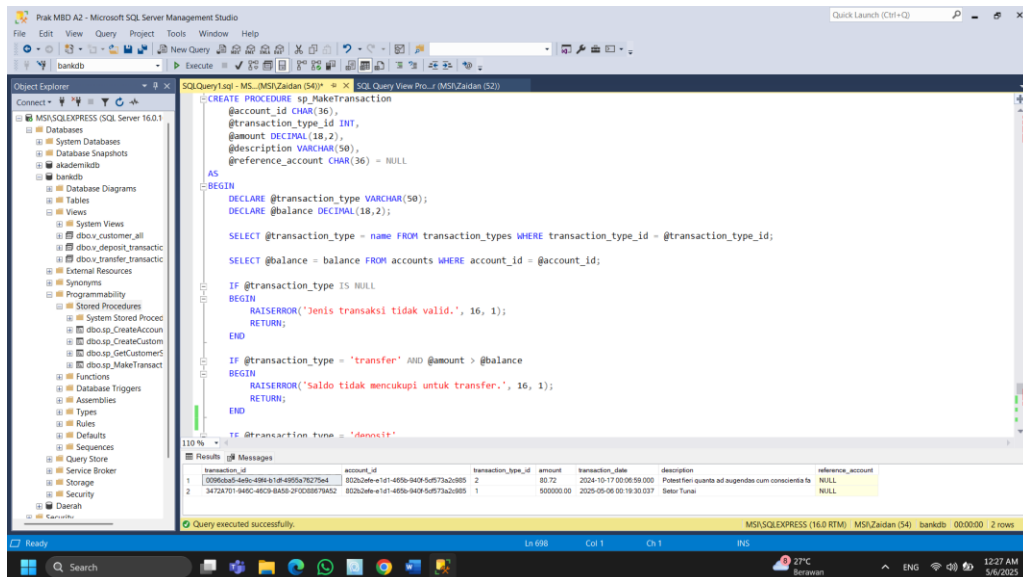 Prak MBD A2 - Microsoft SQL Server Management Studio
Quick Launch (Ctrl+Q)
File Edit View Query Project Tools Window Help
New Query
bankdb
Execute
Object Explorer
SQLQuery1.sql - MS...(MSI\Zaidan (54))*
SQL Query View Pro...r (MSI\Zaidan (52))
Connect
MSI\SQLEXPRESS (SQL Server 16.0.1
Databases
System Databases
Database Snapshots
akademikdb
bankdb
Database Diagrams
Tables
Views
System Views
dbo.v_customer_all
dbo.v_deposit_transactic
dbo.v_transfer_transactic
External Resources
Synonyms
Programmability
Stored Procedures
System Stored Proced
dbo.sp_CreateAccoun
dbo.sp_CreateCustom
dbo.sp_GetCustomerS
dbo.sp_MakeTransact
Functions
Database Triggers
Assemblies
Types
Rules
Defaults
Sequences
Query Store
Service Broker
Storage
Security
Daerah
Security
CREATE PROCEDURE sp_MakeTransaction
@account_id CHAR(36),
@transaction_type_id INT,
@amount DECIMAL(18,2),
@description VARCHAR(50),
@reference_account CHAR(36) = NULL
AS
BEGIN
DECLARE @transaction_type VARCHAR(50);
DECLARE @balance DECIMAL(18,2);
SELECT @transaction_type = name FROM transaction_types WHERE transaction_type_id = @transaction_type_id;
SELECT @balance = balance FROM accounts WHERE account_id = @account_id;
IF @transaction_type IS NULL
BEGIN
RAISERROR('Jenis transaksi tidak valid.', 16, 1);
RETURN;
END
IF @transaction_type = 'transfer' AND @amount > @balance
BEGIN
RAISERROR('Saldo tidak mencukupi untuk transfer.', 16, 1);
RETURN;
END
IF @transaction_type = 'deposit'
110 %
Results Messages
transaction_id account_id transaction_type_id amount transaction_date description reference_account
1 0096cba5-4e9c-49f4-b1df-4955a76275e4 802b2efe-e1d1-465b-940f-5cf573a2c985 2 80.72 2024-10-17 00:06:59.000 Potest fieri quanta ad augendas cum conscientia fa NULL
2 3472A701-946C-46C9-BA58-2F0D88679A52 802b2efe-e1d1-465b-940f-5cf573a2c985 1 500000.00 2025-05-06 00:19:30.037 Setor Tunai NULL
Query executed successfully.
MSI\SQLEXPRESS (16.0 RTM) MSI\Zaidan (54) bankdb 00:00:00 2 rows
Ready
Ln 698 Col 1 Ch 1 INS
Search
8
27°C
Berawan
ENG
12:27 AM
5/6/2025